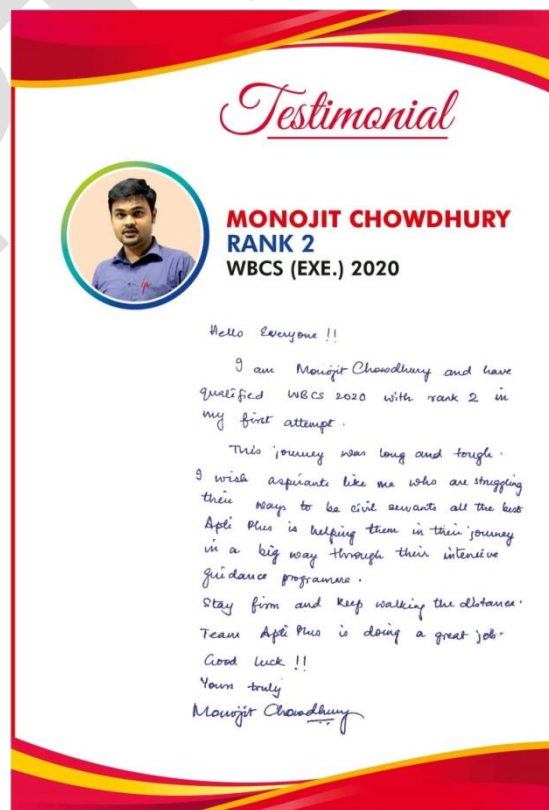 Testimonial
MONOJIT CHOWDHURY
RANK 2
WBCS (EXE.) 2020
Hello Everyone !!
I am Monojit Chowdhury and have
qualified WBCS 2020 with rank 2 in
my first attempt.
This journey was long and tough.
I wish aspirants like me who are struggling
their ways to be civil servants all the best
Apti Plus is helping them in their journey
in a big way through their intensive
guidance programme.
Stay firm and keep walking the distance.
Team Apti Plus is doing a great job.
Good luck !!
Yours truly
Monojit Chowdhury